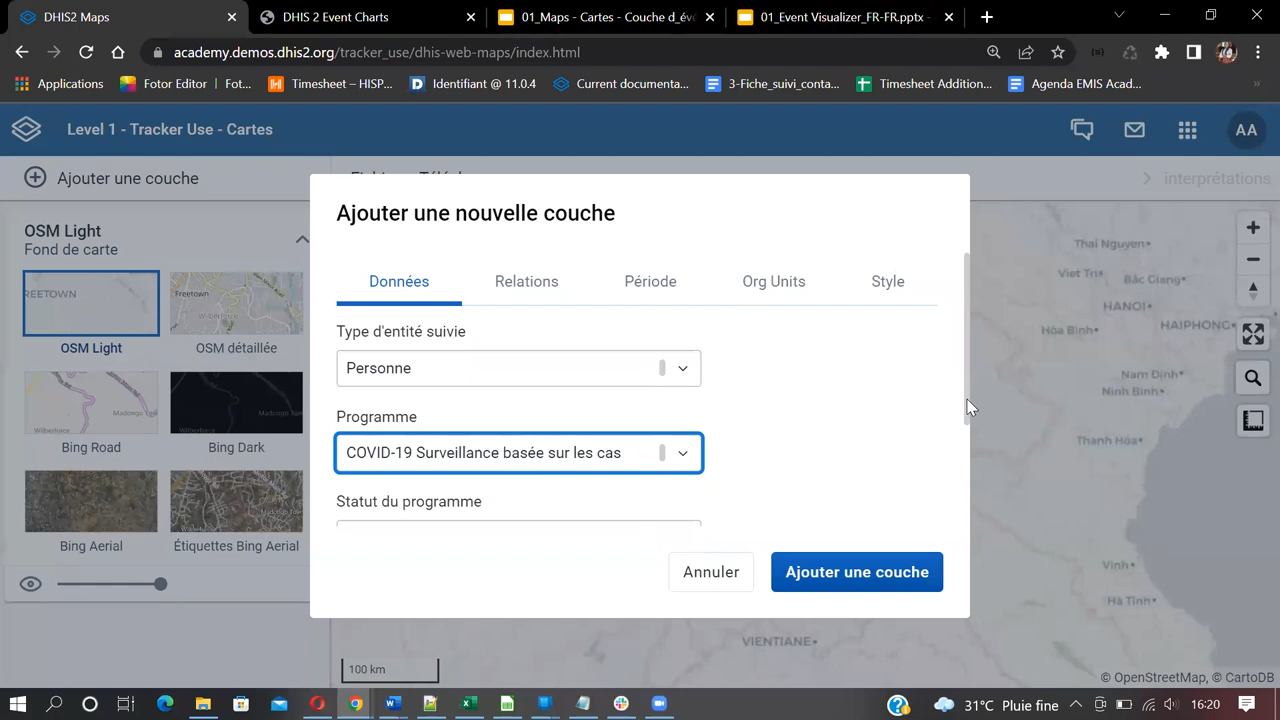 DHIS2 Maps
DHIS2 Event Charts
01_Maps - Cartes - Couche d_évé
01_Event Visualizer_FR-FR.pptx -
academy.demos.dhis2.org/tracker_use/dhis-web-maps/index.html
Applications
Fotor Editor | Fot...
Timesheet – HISP...
Identifiant @ 11.0.4
Current documenta...
3-Fiche_suivi_conta...
Timesheet Addition...
Agenda EMIS Acad...
Level 1 - Tracker Use - Cartes
AA
Ajouter une couche
interprétations
OSM Light
Fond de carte
REETOWN
Freetown
Wilberforce
OSM Light
OSM détaillée
Bing Road
Bing Dark
Bing Aerial
Étiquettes Bing Aerial
Ajouter une nouvelle couche
Données
Relations
Période
Org Units
Style
Type d'entité suivie
Personne
Programme
COVID-19 Surveillance basée sur les cas
Statut du programme
Annuler
Ajouter une couche
Thai Nguyen
Viet Tri
Bắc Giang
HANOI
HAIPHONG
Hòa Bình
Nam Định
Ninh Bình
Thanh Hóa
Vinh
Hà Tĩnh
VIENTIANE
100 km
© OpenStreetMap, © CartoDB
31°C Pluie fine
16:20